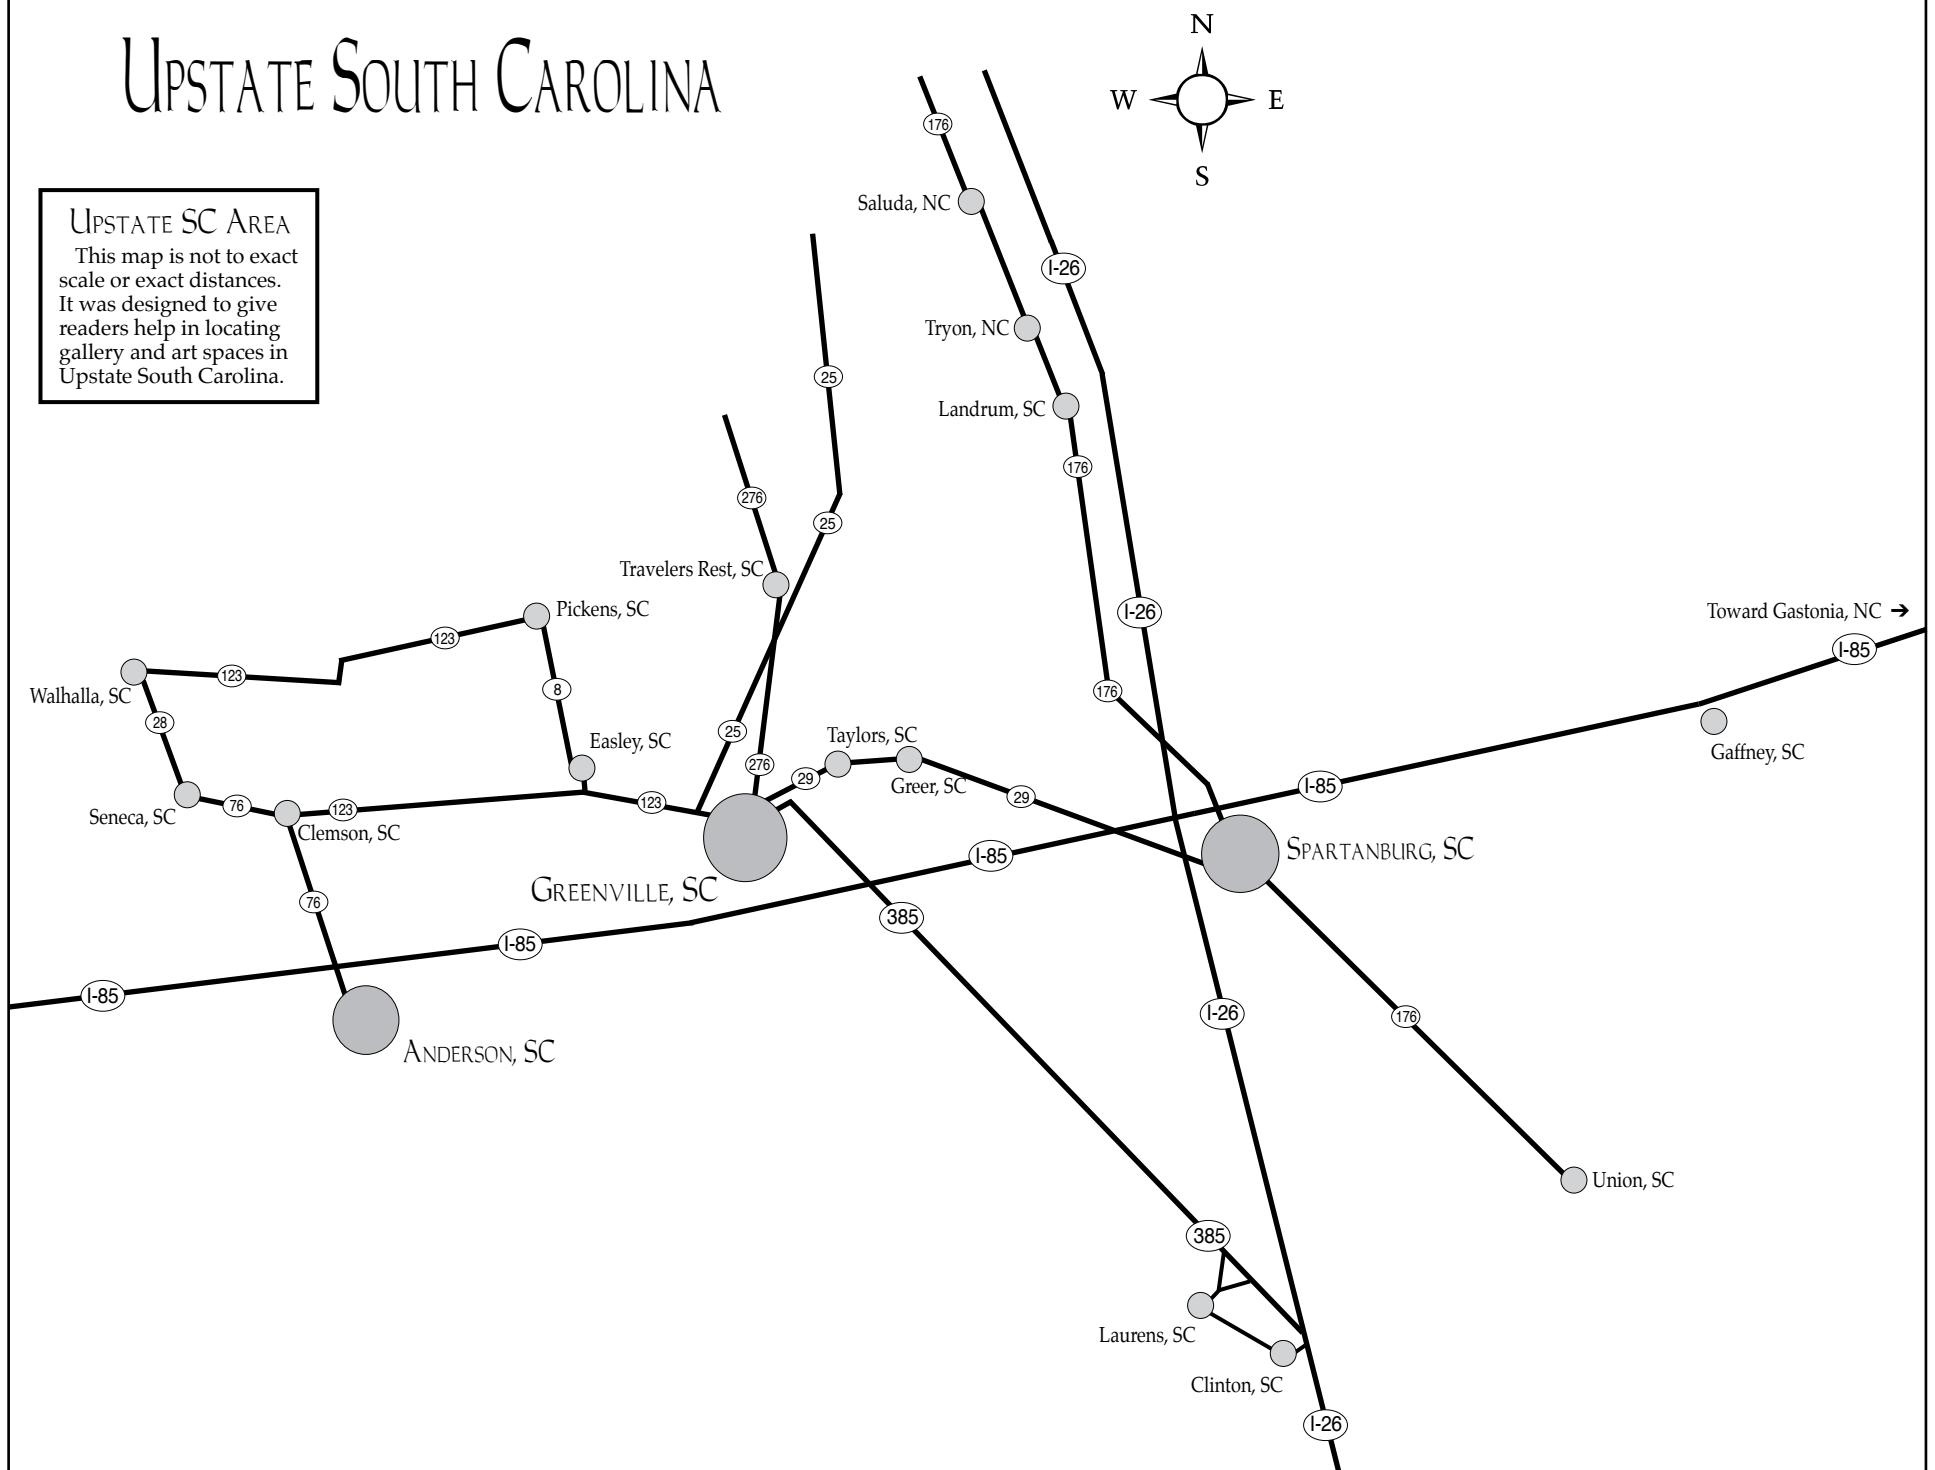 UPSTATE SOUTH CAROLINA
N
W
E
S
UPSTATE SC AREA
This map is not to exact
scale or exact distances.
It was designed to give
readers help in locating
gallery and art spaces in
Upstate South Carolina.
176
Saluda, NC
I-26
Tryon, NC
25
Landrum, SC
176
276
25
Travelers Rest, SC
Pickens, SC
I-26
Toward Gastonia, NC ➔
123
I-85
123
Walhalla, SC
8
176
28
25
Gaffney, SC
Easley, SC
Taylors, SC
276
29
Greer, SC
I-85
29
Seneca, SC
76
123
123
Clemson, SC
SPARTANBURG, SC
I-85
GREENVILLE, SC
76
385
I-85
I-85
I-26
176
ANDERSON, SC
Union, SC
385
Laurens, SC
Clinton, SC
I-26